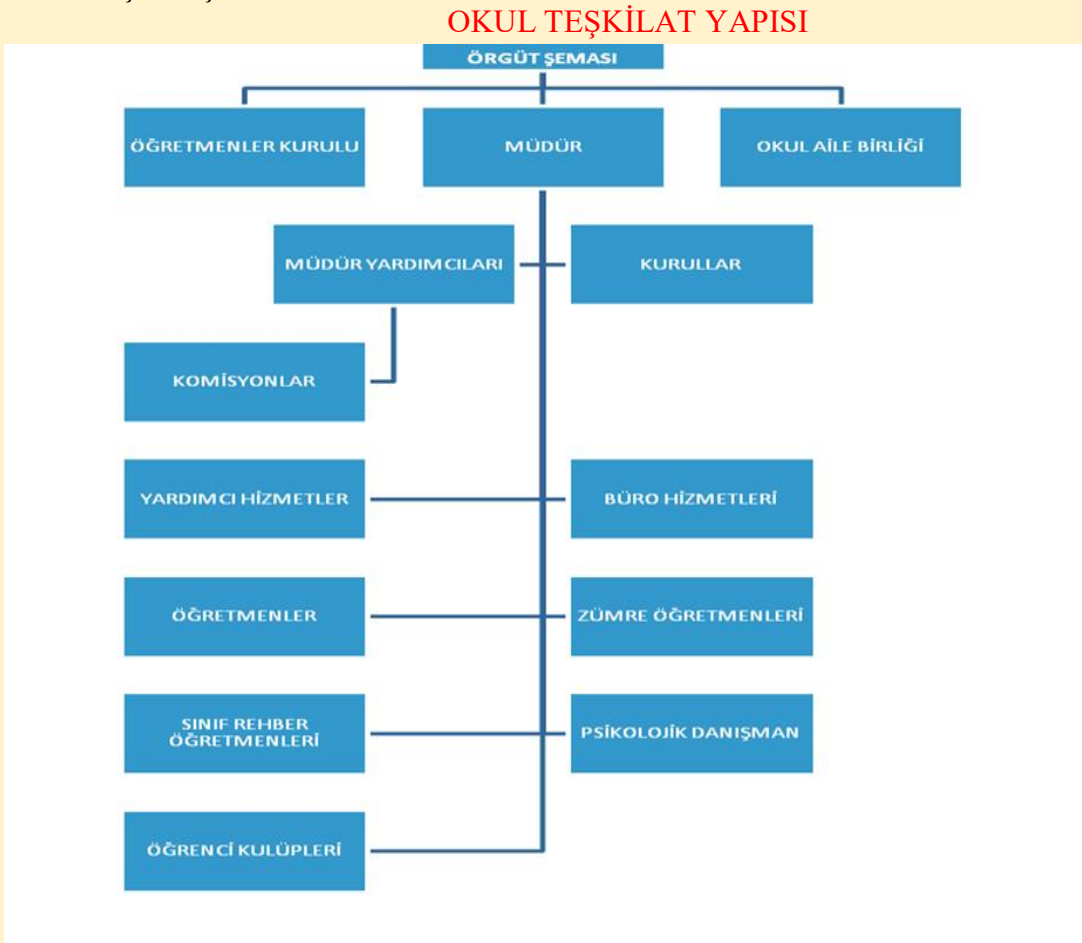 OKUL TEŞKİLAT YAPISI
ÖRGÜT ŞEMASI
ÖĞRETMENLER KURULU
MÜDÜR
OKUL AİLE BİRLİĞİ
MÜDÜR YARDIMCILARI
KURULLAR
KOMİSYONLAR
YARDIMCI HİZMETLER
BÜRO HİZMETLERİ
ÖĞRETMENLER
ZÜMRE ÖĞRETMENLERİ
SINIF REHBER
ÖĞRETMENLERİ
PSİKOLOJİK DANIŞMAN
ÖĞRENCİ KULÜPLERİ